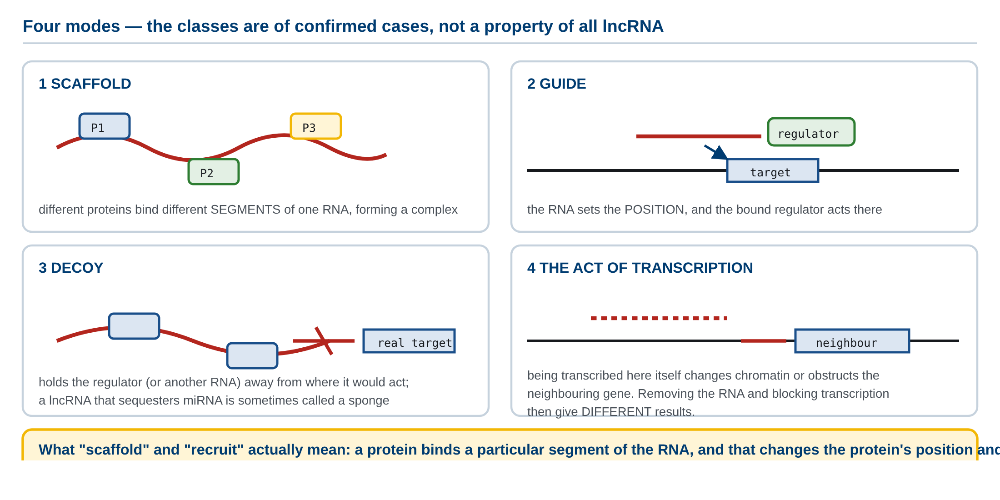 Four modes — the classes are of confirmed cases, not a property of all lncRNA
1 SCAFFOLD
P1
P3
P2
different proteins bind different SEGMENTS of one RNA, forming a complex
2 GUIDE
regulator
target
the RNA sets the POSITION, and the bound regulator acts there
3 DECOY
real target
holds the regulator (or another RNA) away from where it would act;
a lncRNA that sequesters miRNA is sometimes called a sponge
4 THE ACT OF TRANSCRIPTION
neighbour
being transcribed here itself changes chromatin or obstructs the
neighbouring gene. Removing the RNA and blocking transcription
then give DIFFERENT results.
What "scaffold" and "recruit" actually mean: a protein binds a particular segment of the RNA, and that changes the protein's position and